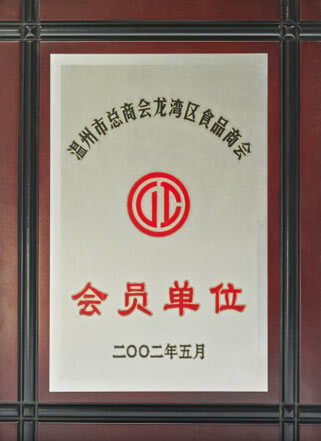 温州市总商会龙湾区食品商会
会员单位
二〇〇二年五月